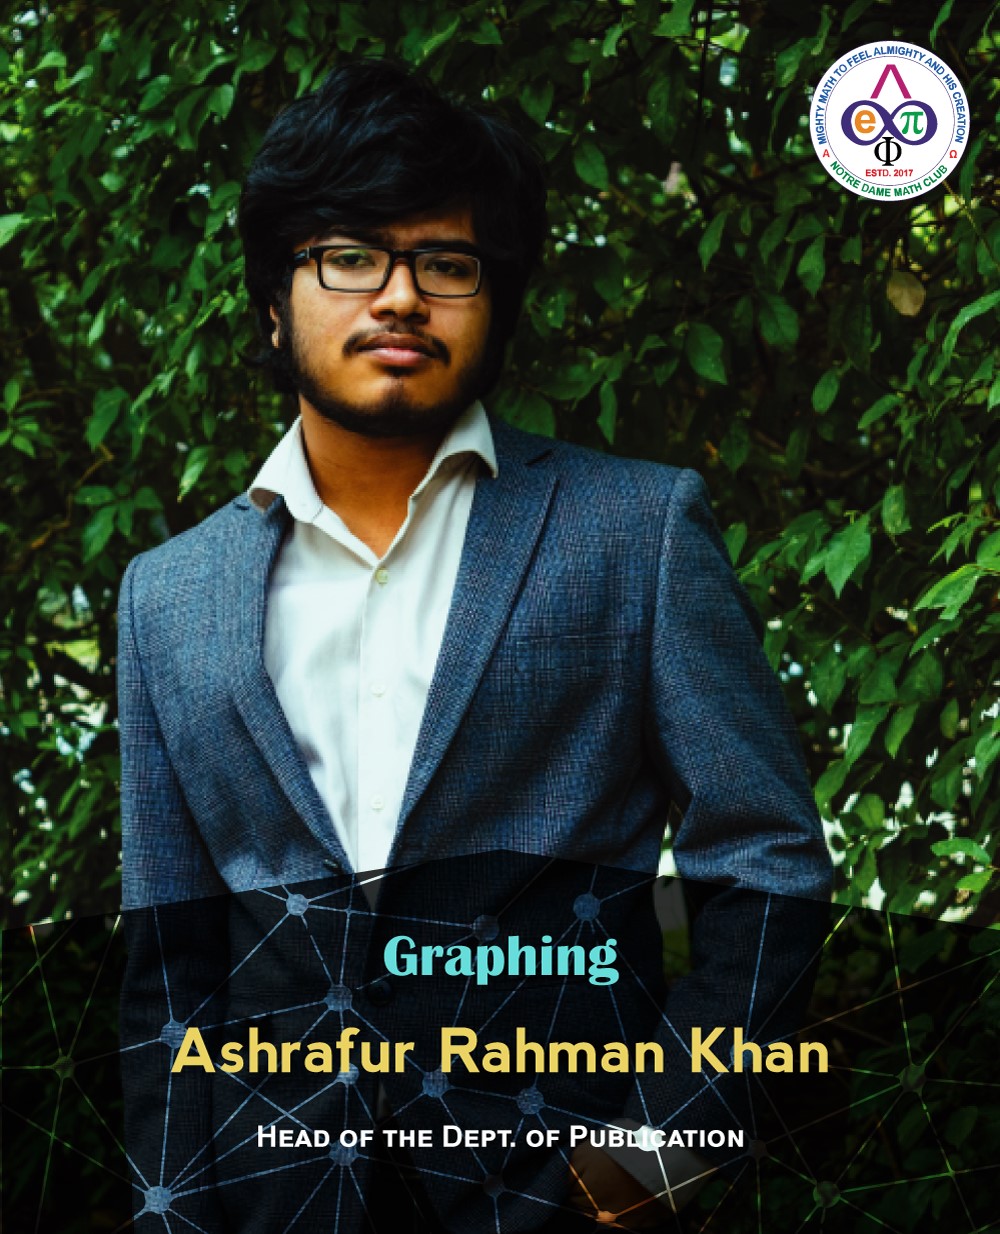 MIGHTY MATH TO FEEL ALMIGHTY AND HIS CREATION
Λ
e π
Φ
A Ω
ESTD. 2017
NOTRE DAME MATH CLUB
Graphing
Ashrafur Rahman Khan
HEAD OF THE DEPT. OF PUBLICATION